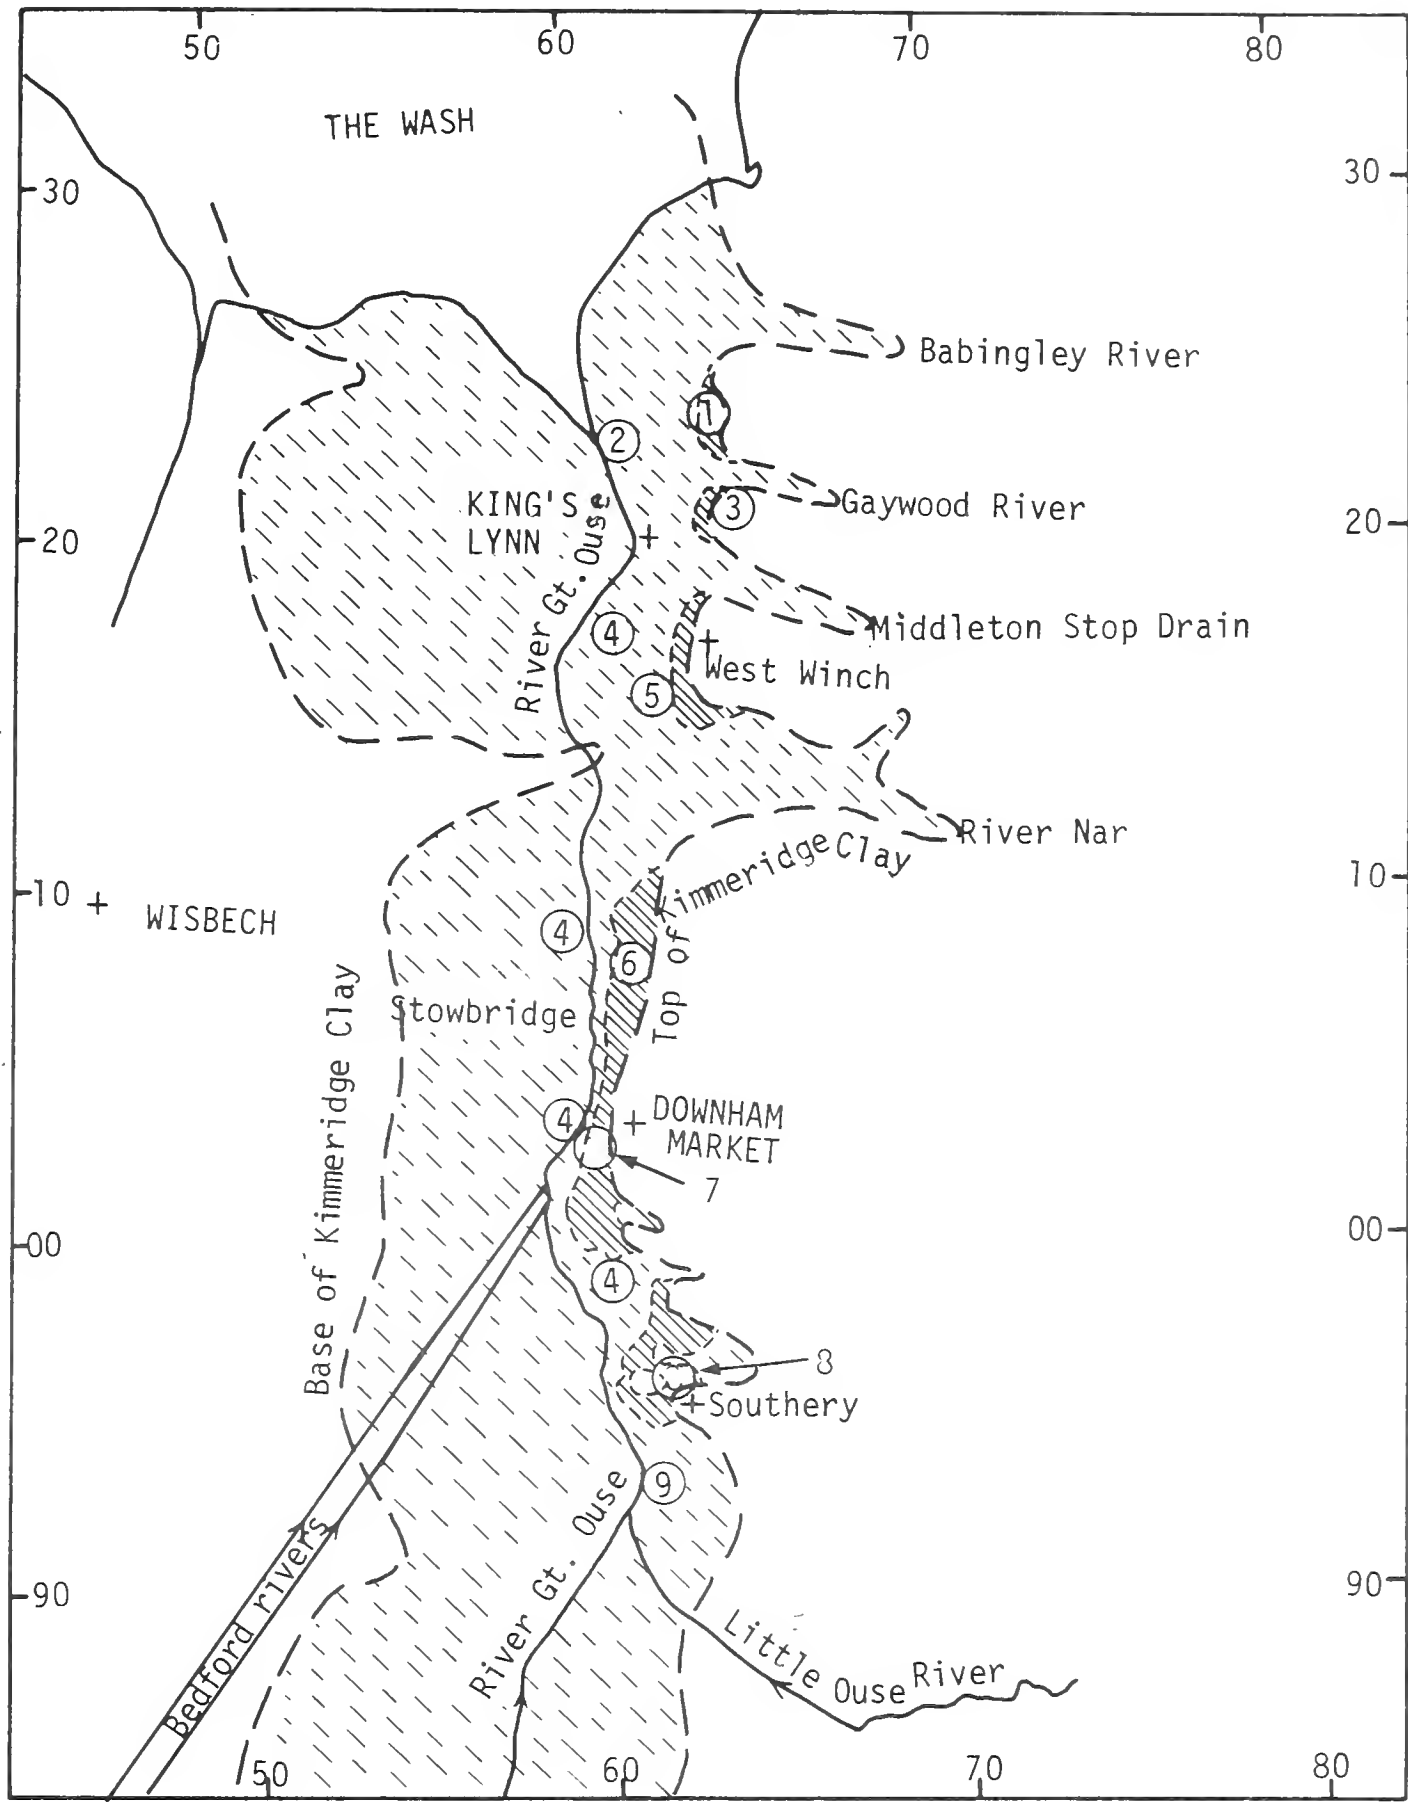 50 60 70 80
THE WASH
30 30
Babingley River
1
2
KING'S
LYNN
Gaywood River
3
20 20
River Gt. Ouse
4
Middleton Stop Drain
West Winch
5
River Nar
Top of Kimmeridge Clay
10 10
WISBECH
4
6
Stowbridge
Base of Kimmeridge Clay
4
DOWNHAM
MARKET
7
00 00
4
8
Southery
9
River Gt. Ouse
Bedford rivers
90 90
Little Ouse River
50 60 70 80